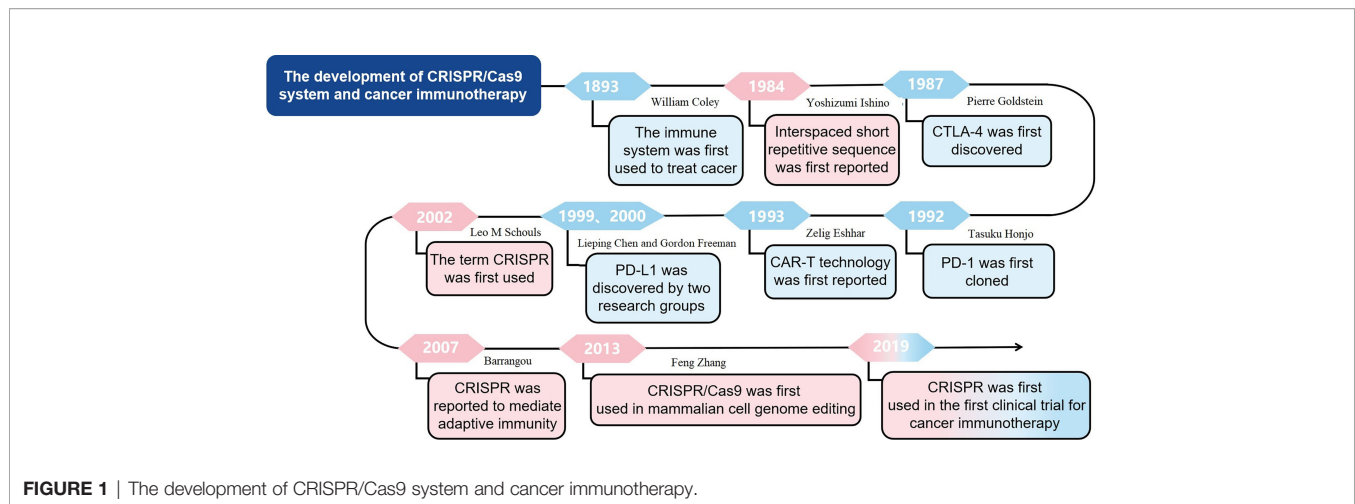 The development of CRISPR/Cas9
system and cancer immunotherapy
1893
William Coley
The immune
system was first
used to treat cacer
1984
Yoshizumi Ishino
Interspaced short
repetitive sequence
was first reported
1987
Pierre Goldstein
CTLA-4 was first
discovered
1992
Tasuku Honjo
PD-1 was first
cloned
1993
Zelig Eshhar
CAR-T technology
was first reported
1999、2000
Lieping Chen and Gordon Freeman
PD-L1 was
discovered by two
research groups
2002
Leo M Schouls
The term CRISPR
was first used
2007
Barrangou
CRISPR was
reported to mediate
adaptive immunity
2013
Feng Zhang
CRISPR/Cas9 was first
used in mammalian cell genome editing
2019
CRISPR was first
used in the first clinical trial for
cancer immunotherapy
FIGURE 1 | The development of CRISPR/Cas9 system and cancer immunotherapy.